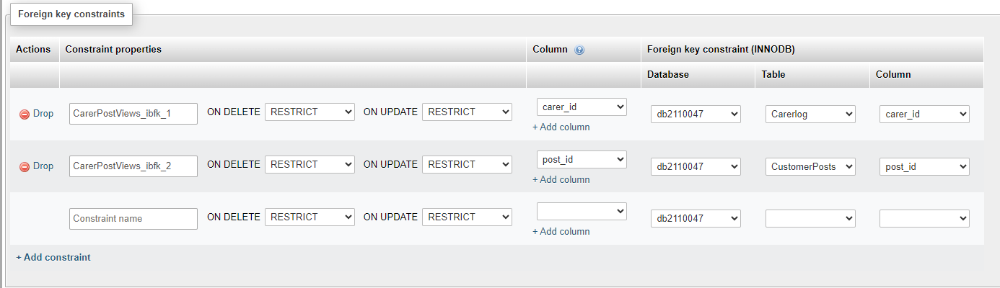 Foreign key constraints
Actions Constraint properties Column Foreign key constraint (INNODB)
Database Table Column
Drop CarerPostViews_ibfk_1 ON DELETE RESTRICT ON UPDATE RESTRICT carer_id db2110047 Carerlog carer_id
+ Add column
Drop CarerPostViews_ibfk_2 ON DELETE RESTRICT ON UPDATE RESTRICT post_id db2110047 CustomerPosts post_id
+ Add column
Constraint name ON DELETE RESTRICT ON UPDATE RESTRICT db2110047
+ Add column
+ Add constraint